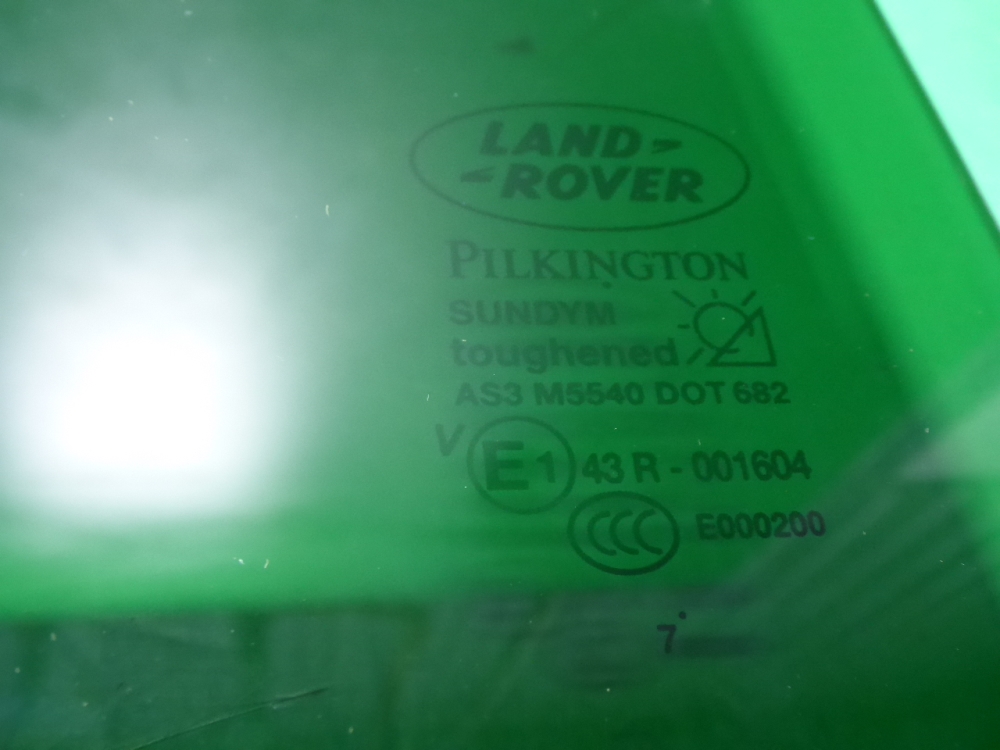 LAND
ROVER
PILKINGTON
SUNDYM
toughened
AS3 M5540 DOT 682
V E1 43 R - 001604
CCC E000200
7